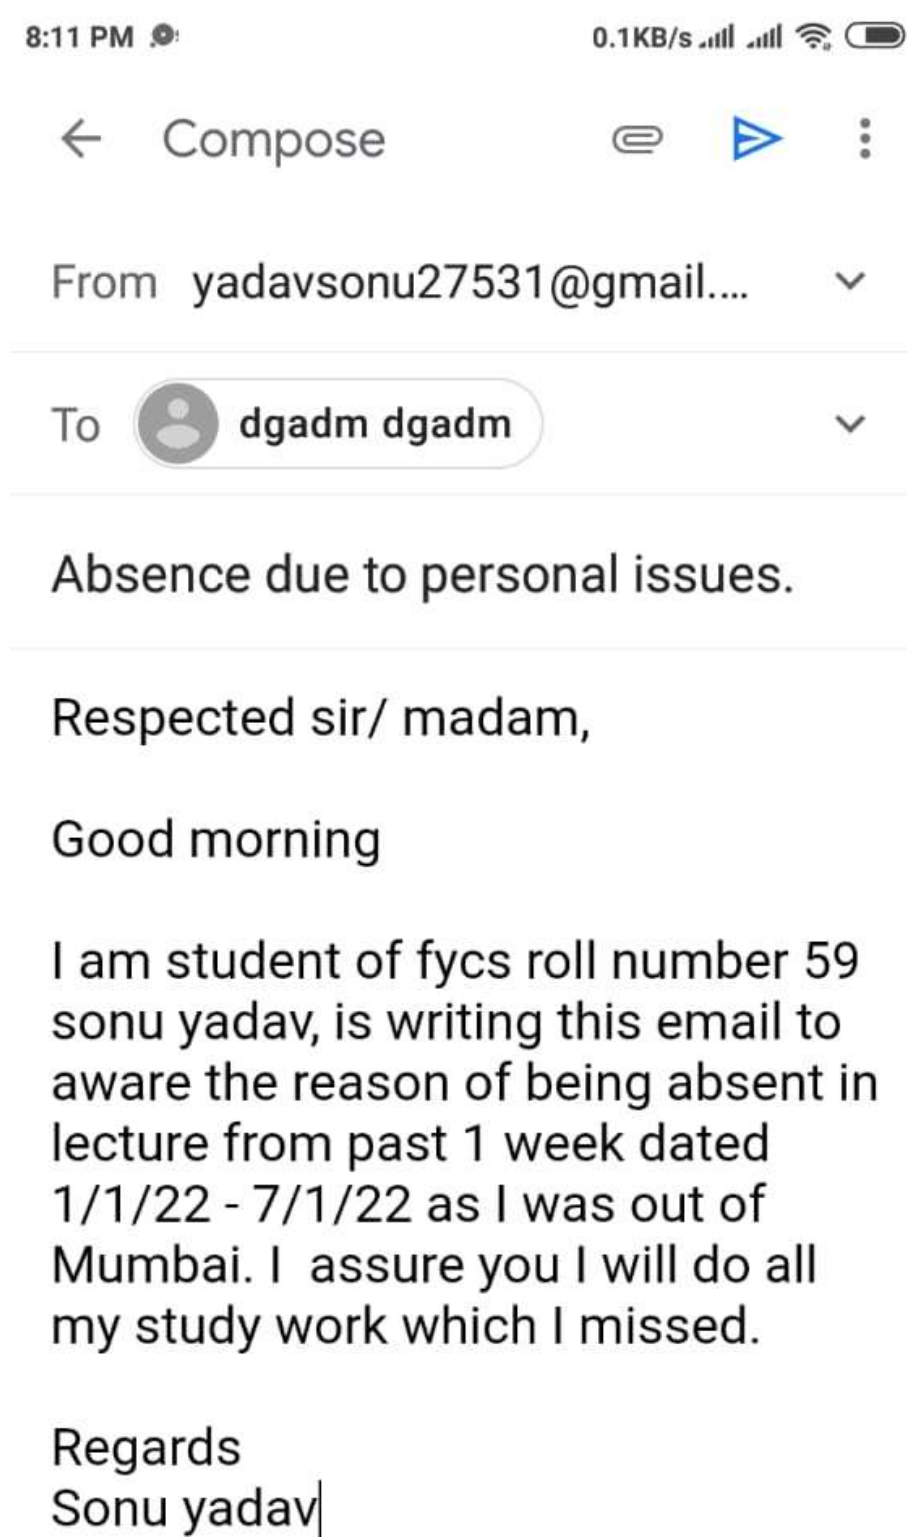 8:11 PM
0.1KB/s
Compose
From yadavsonu27531@gmail....
To dgadm dgadm
Absence due to personal issues.
Respected sir/ madam,
Good morning
I am student of fycs roll number 59
sonu yadav, is writing this email to
aware the reason of being absent in
lecture from past 1 week dated
1/1/22 - 7/1/22 as I was out of
Mumbai. I  assure you I will do all
my study work which I missed.
Regards
Sonu yadav